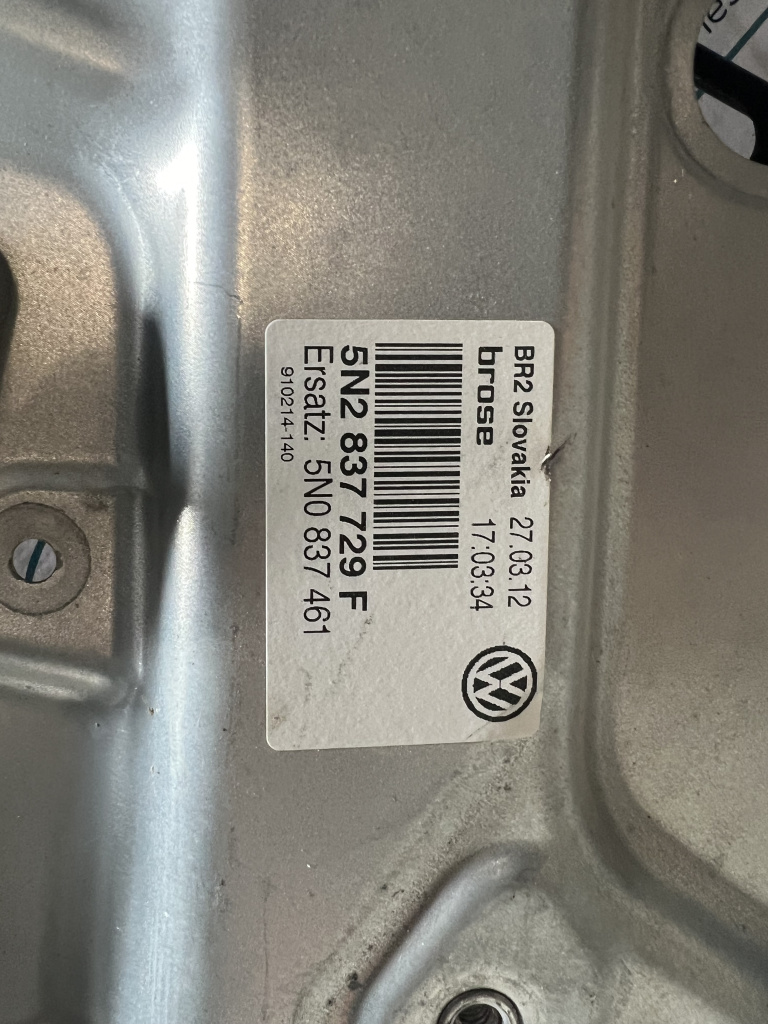 BR2 Slovakia 27.03.12
brose 17:03:34
5N2 837 729 F
Ersatz: 5N0 837 461
910214-140